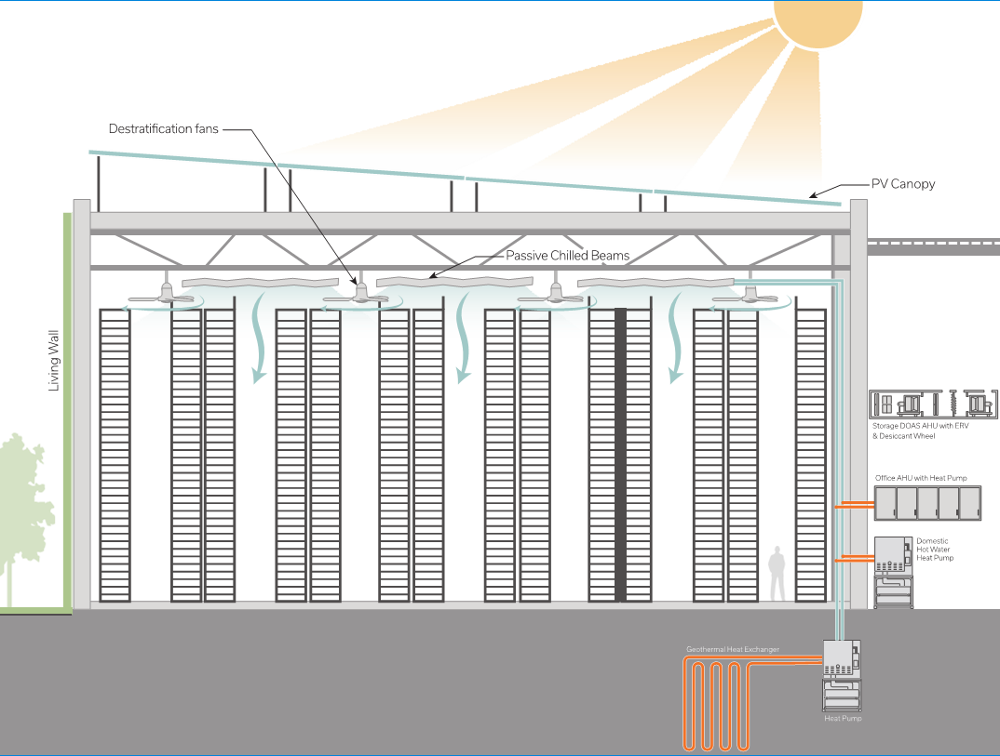 Destratification fans
PV Canopy
Passive Chilled Beams
Living Wall
Storage DOAS AHU with ERV
& Desiccant Wheel
Office AHU with Heat Pump
Domestic
Hot Water
Heat Pump
Geothermal Heat Exchanger
Heat Pump